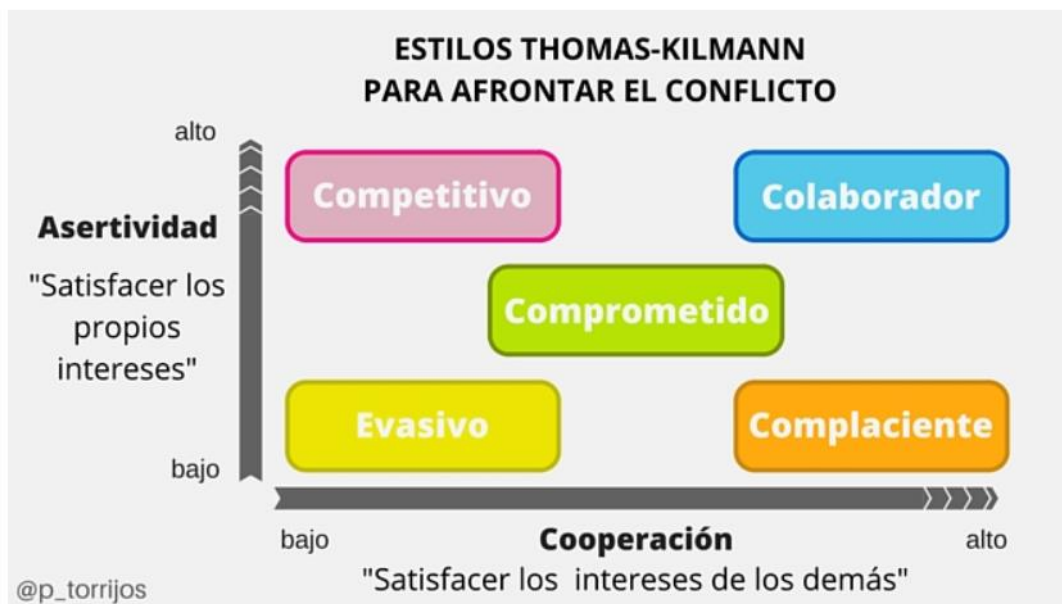 ESTILOS THOMAS-KILMANN
PARA AFRONTAR EL CONFLICTO
alto
Competitivo
Colaborador
Asertividad
"Satisfacer los
propios
intereses"
Comprometido
Evasivo
Complaciente
bajo
bajo
Cooperación
alto
"Satisfacer los intereses de los demás"
@p_torrijos